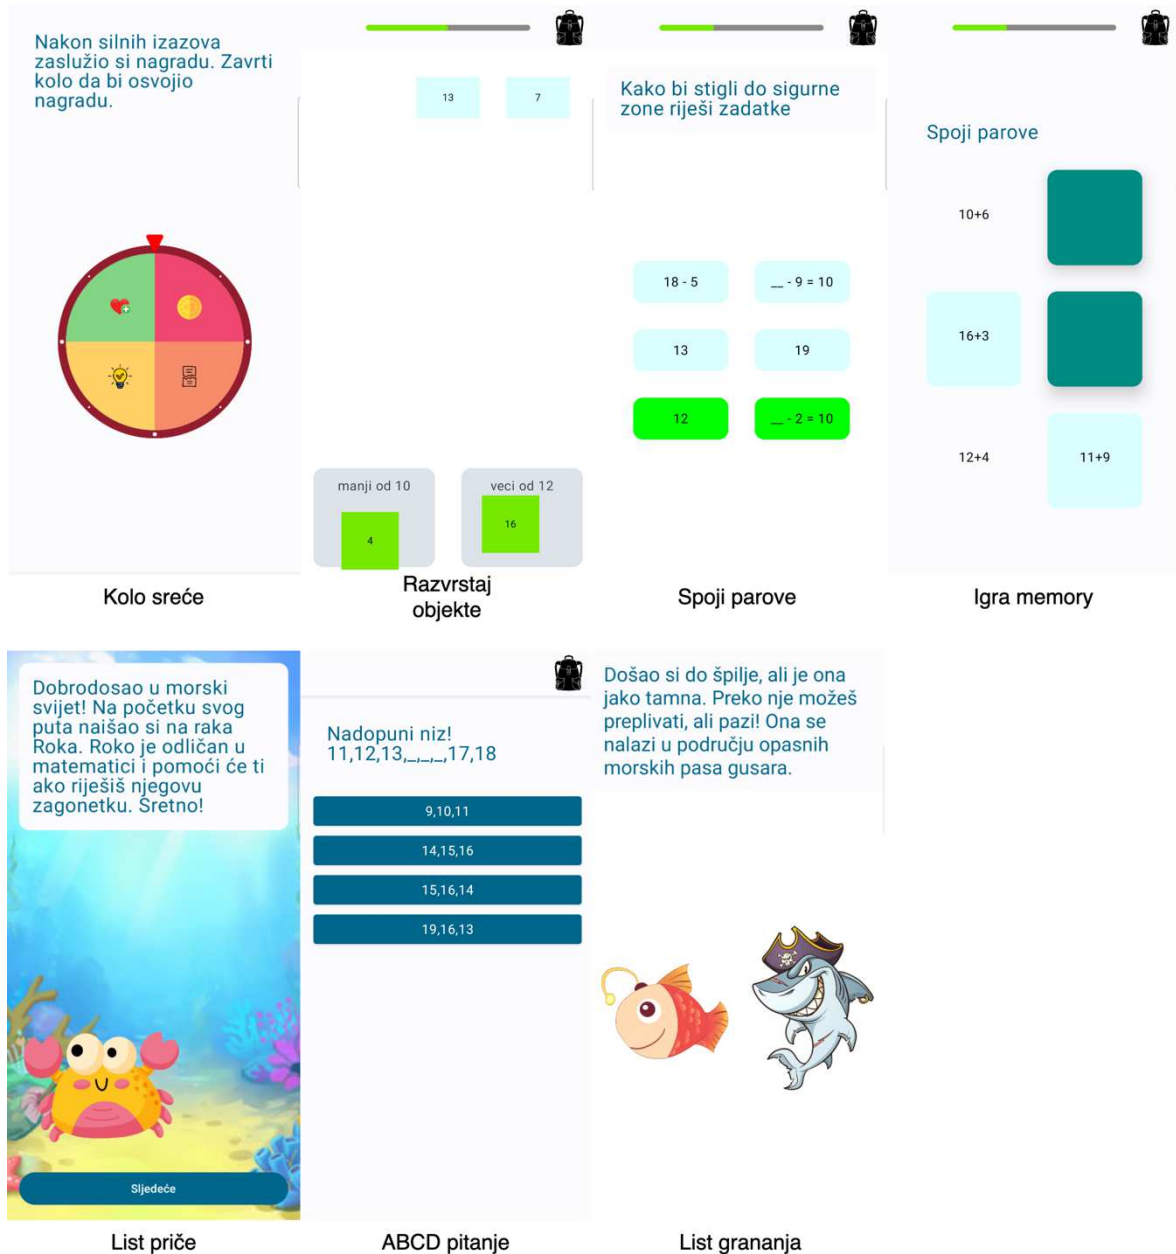 Nakon silnih izazova
zaslužio si nagradu. Zavrti
kolo da bi osvojio
nagradu.
Kolo sreće
13
7
manji od 10
veci od 12
4
16
Razvrstaj
objekte
Kako bi stigli do sigurne
zone riješi zadatke
18 - 5
__ - 9 = 10
13
19
12
__ - 2 = 10
Spoji parove
Spoji parove
10+6
16+3
12+4
11+9
Igra memory
Dobrodosao u morski
svijet! Na početku svog
puta naišao si na raka
Roka. Roko je odličan u
matematici i pomoći će ti
ako riješiš njegovu
zagonetku. Sretno!
Sljedeće
List priče
Nadopuni niz!
11,12,13,_,_,_,17,18
9,10,11
14,15,16
15,16,14
19,16,13
ABCD pitanje
Došao si do špilje, ali je ona
jako tamna. Preko nje možeš
preplivati, ali pazi! Ona se
nalazi u području opasnih
morskih pasa gusara.
List grananja